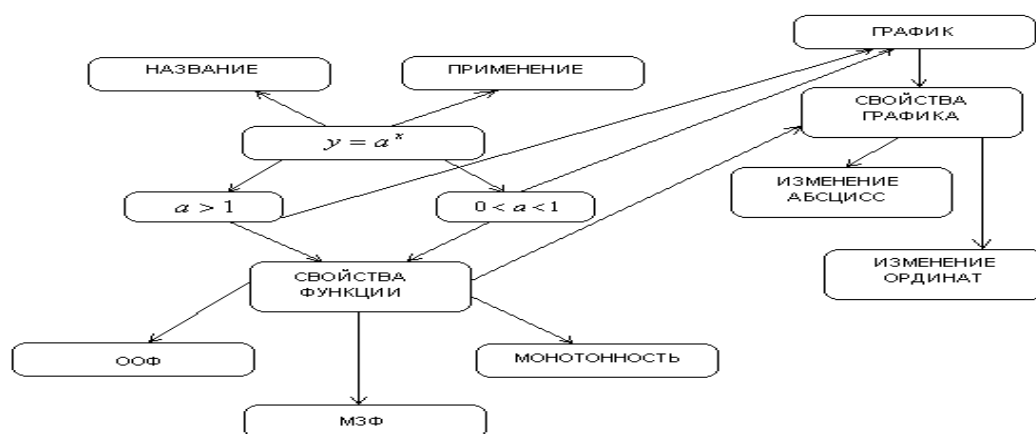 ГРАФИК
НАЗВАНИЕ
ПРИМЕНЕНИЕ
СВОЙСТВА
ГРАФИКА
y = a^x
ИЗМЕНЕНИЕ
АБСЦИСС
a > 1
0 < a < 1
СВОЙСТВА
ФУНКЦИИ
ИЗМЕНЕНИЕ
ОРДИНАТ
ООФ
МОНОТОННОСТЬ
МЗФ